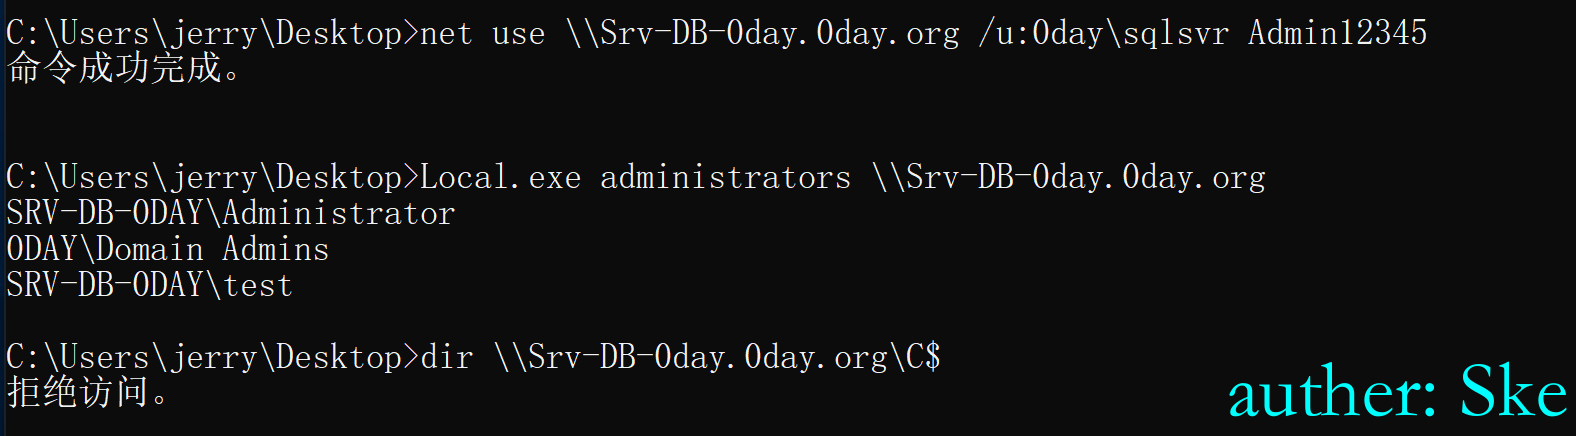 C:\Users\jerry\Desktop>net use \\Srv-DB-0day.0day.org /u:0day\sqlsvr Admin12345
命令成功完成。
C:\Users\jerry\Desktop>Local.exe administrators \\Srv-DB-0day.0day.org
SRV-DB-0DAY\Administrator
0DAY\Domain Admins
SRV-DB-0DAY\test
C:\Users\jerry\Desktop>dir \\Srv-DB-0day.0day.org\C$
拒绝访问。
auther: Ske